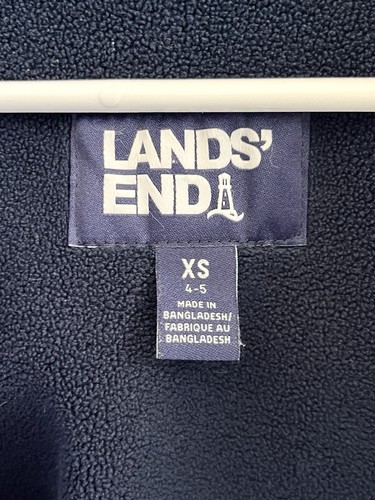 LANDS'
END
XS
4-5
MADE IN
BANGLADESH/
FABRIQUE AU
BANGLADESH